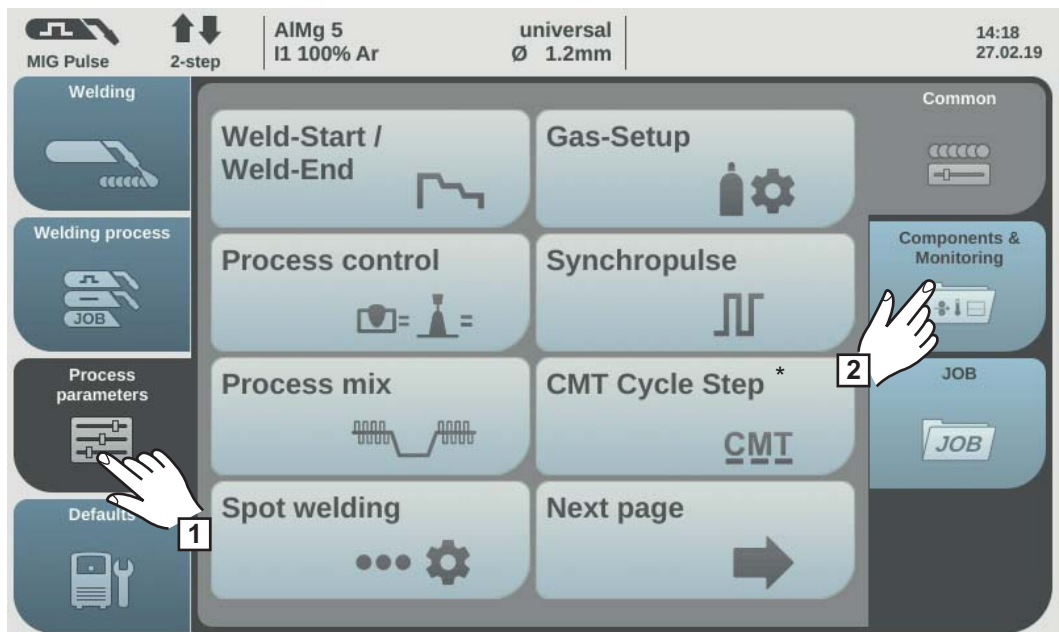 MIG Pulse
2-step
AlMg 5
I1 100% Ar
universal
Ø 1.2mm
14:18
27.02.19
Welding
Welding process
JOB
Process
parameters
1
Defaults
Weld-Start /
Weld-End
Gas-Setup
Process control
= =
Synchropulse
Process mix
CMT Cycle Step *
CMT
Spot welding
Next page
Common
Components &
Monitoring
2
JOB
JOB